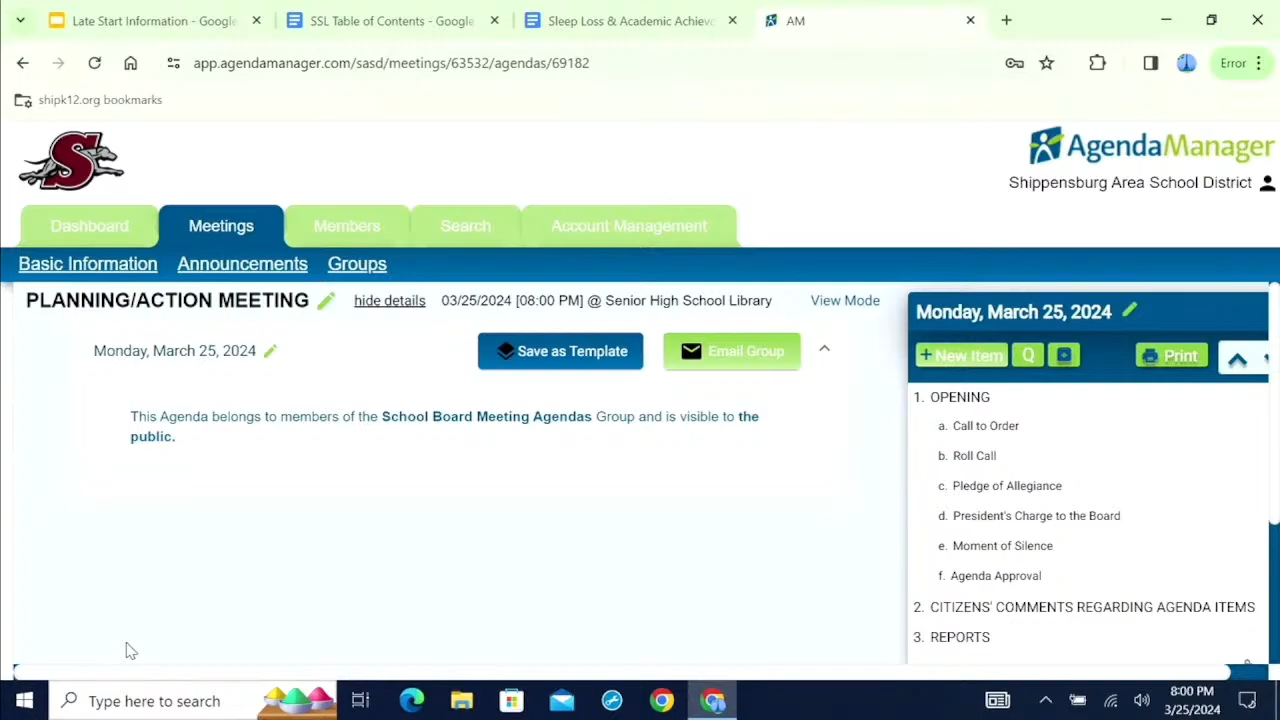 Late Start Information - Google
SSL Table of Contents - Google
Sleep Loss & Academic Achieve
AM
app.agendamanager.com/sasd/meetings/63532/agendas/69182
Error
shipk12.org bookmarks
S
AgendaManager
Shippensburg Area School District
Dashboard
Meetings
Members
Search
Account Management
Basic Information
Announcements
Groups
PLANNING/ACTION MEETING
hide details
03/25/2024 [08:00 PM] @ Senior High School Library
View Mode
Monday, March 25, 2024
Save as Template
Email Group
This Agenda belongs to members of the School Board Meeting Agendas Group and is visible to the
public.
Monday, March 25, 2024
+ New Item
Q
Print
1. OPENING
a. Call to Order
b. Roll Call
c. Pledge of Allegiance
d. President's Charge to the Board
e. Moment of Silence
f. Agenda Approval
2. CITIZENS' COMMENTS REGARDING AGENDA ITEMS
3. REPORTS
Type here to search
8:00 PM
3/25/2024